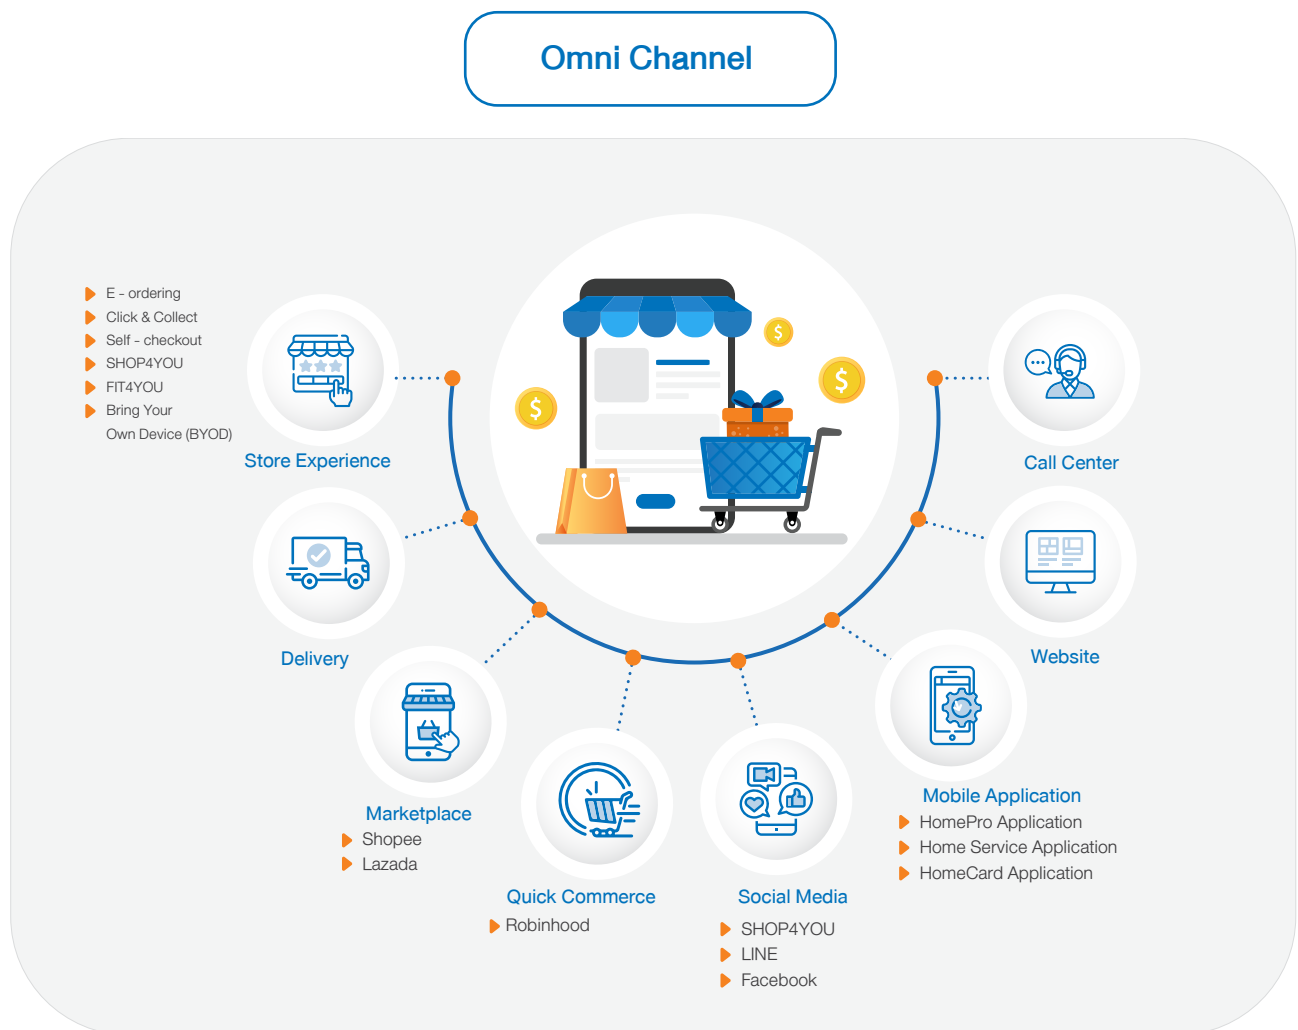 Omni Channel
E - ordering
Click & Collect
Self - checkout
SHOP4YOU
FIT4YOU
Bring Your
Own Device (BYOD)
Store Experience
Delivery
Marketplace
Shopee
Lazada
Quick Commerce
Robinhood
Social Media
SHOP4YOU
LINE
Facebook
Mobile Application
HomePro Application
Home Service Application
HomeCard Application
Website
Call Center